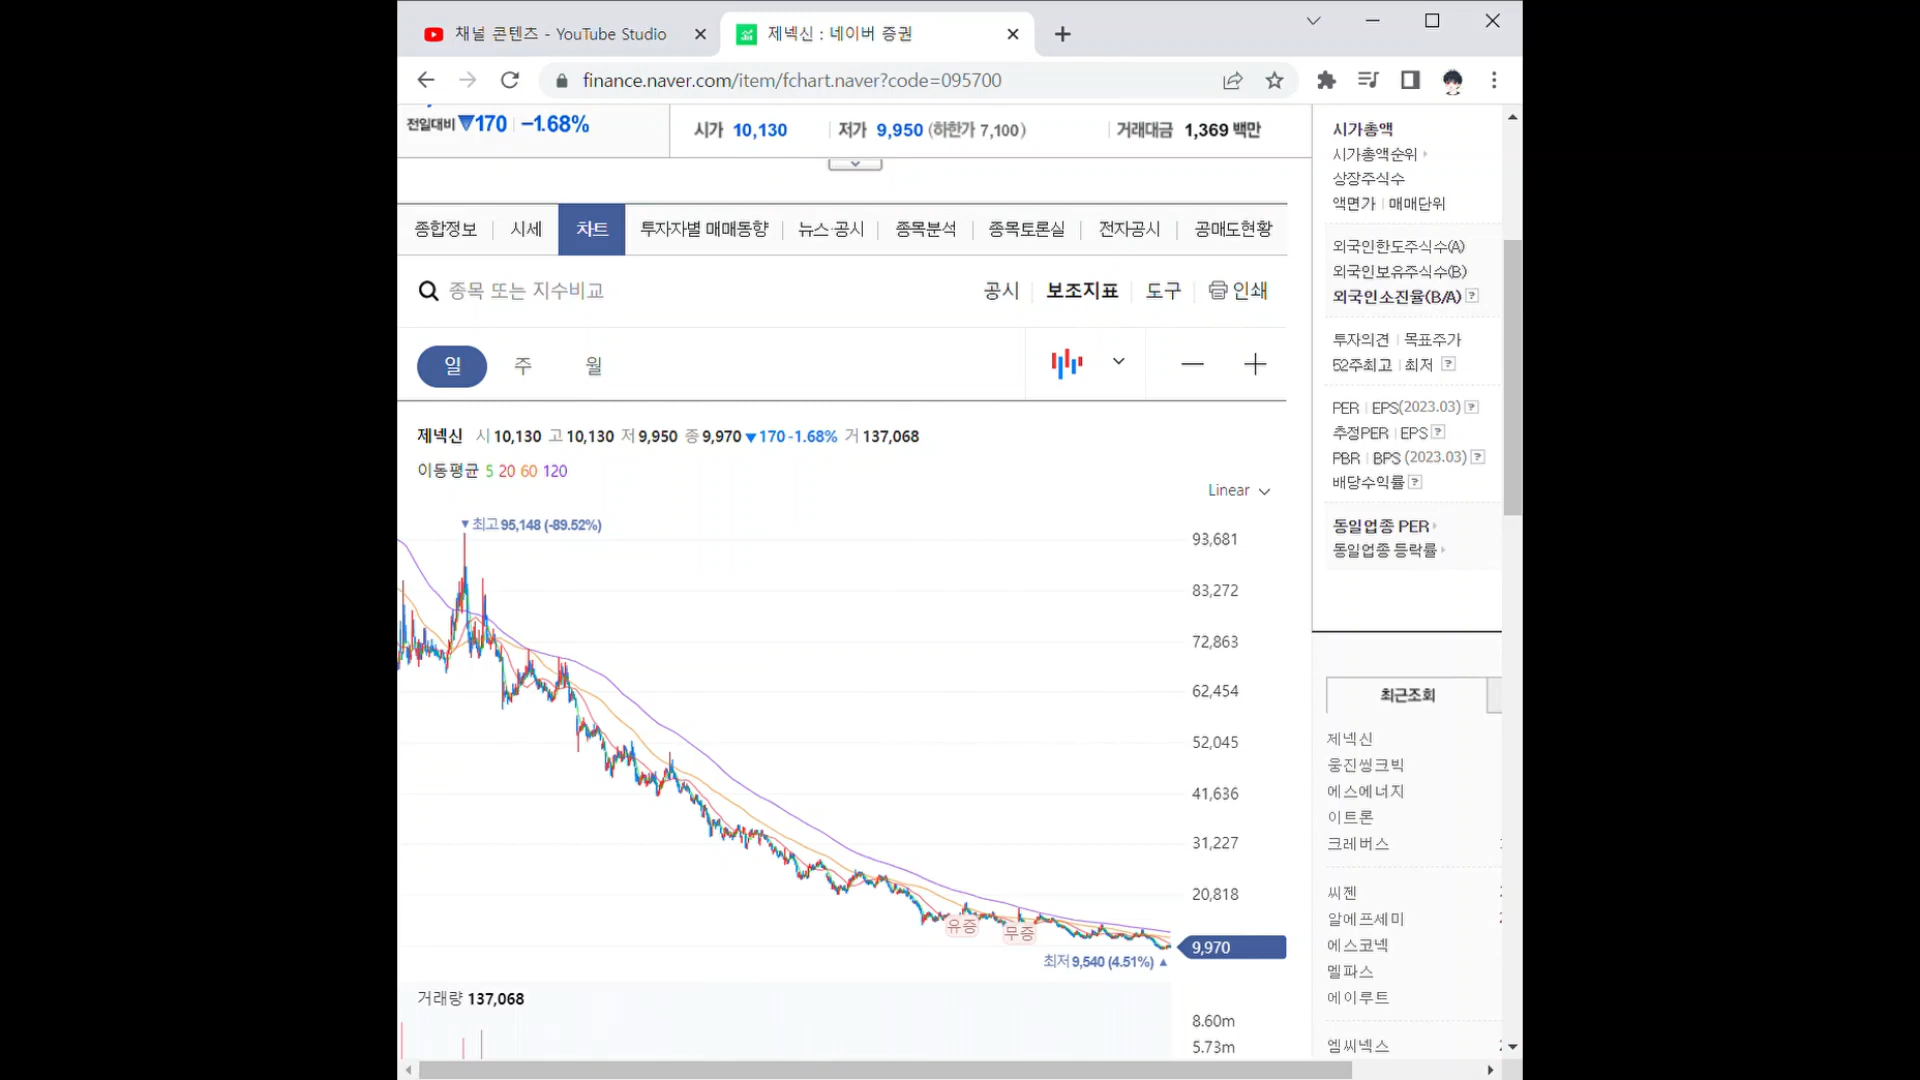 채널 콘텐츠 - YouTube Studio
제넥신 : 네이버 증권
finance.naver.com/item/fchart.naver?code=095700
전일대비 ▼170 | −1.68%
시가 10,130
저가 9,950 (하한가 7,100)
거래대금 1,369 백만
종합정보 시세 차트 투자자별 매매동향 뉴스·공시 종목분석 종목토론실 전자공시 공매도현황
종목 또는 지수비교
공시 보조지표 도구 인쇄
일 주 월
제넥신 시 10,130 고 10,130 저 9,950 종 9,970 ▼170 -1.68% 거 137,068
이동평균 5 20 60 120
Linear
▼최고 95,148 (-89.52%)
93,681
83,272
72,863
62,454
52,045
41,636
31,227
20,818
유증
무증
9,970
최저 9,540 (4.51%) ▲
거래량 137,068
8.60m
5.73m
시가총액
시가총액순위
상장주식수
액면가 | 매매단위
외국인한도주식수(A)
외국인보유주식수(B)
외국인소진율(B/A) ?
투자의견 | 목표주가
52주최고 | 최저 ?
PER | EPS(2023.03) ?
추정PER | EPS ?
PBR | BPS (2023.03) ?
배당수익률 ?
동일업종 PER
동일업종 등락률
최근조회
제넥신
웅진씽크빅
에스에너지
이트론
크레버스
씨젠
알에프세미
에스코넥
멜파스
에이루트
엠씨넥스